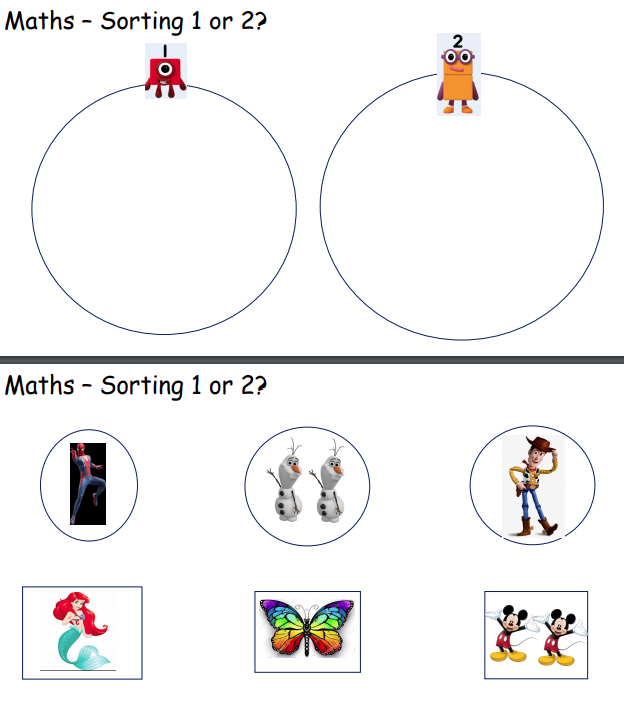 Maths – Sorting 1 or 2?
1
2
Maths – Sorting 1 or 2?